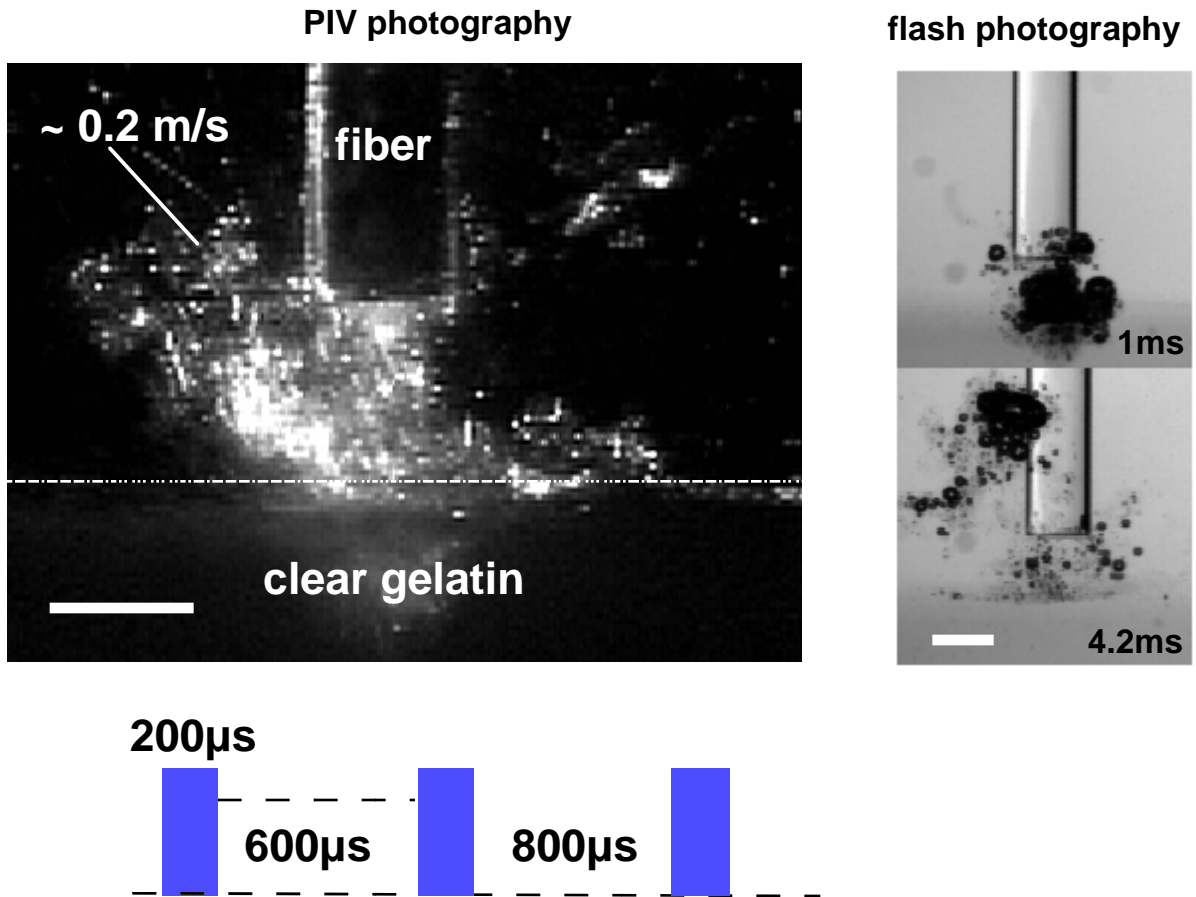 PIV photography
flash photography
~ 0.2 m/s
fiber
1ms
clear gelatin
4.2ms
200µs
600µs
800µs